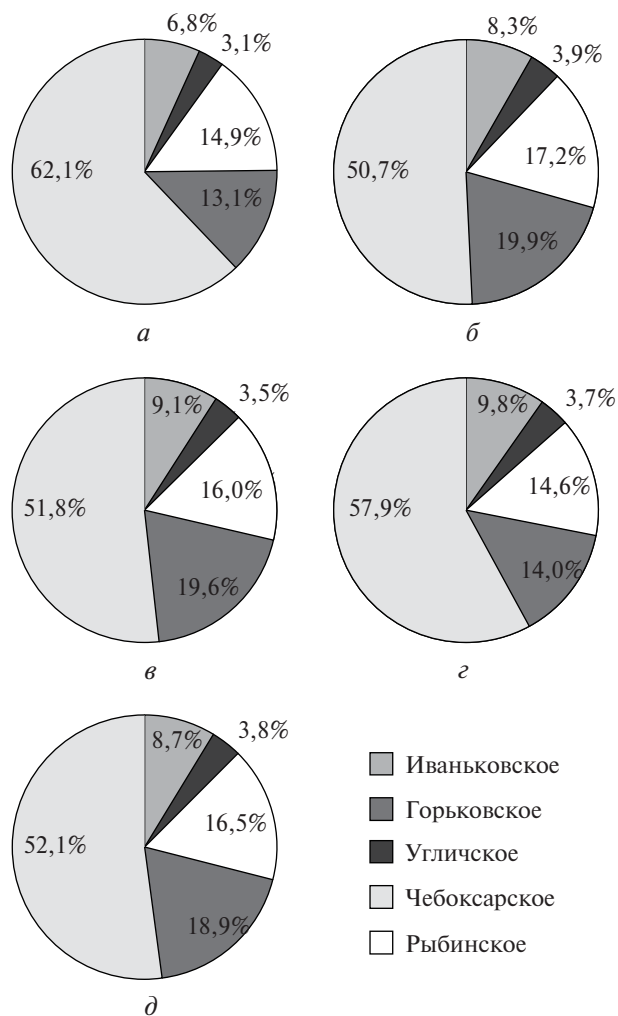 6,8%
3,1%
14,9%
13,1%
62,1%
а
8,3%
3,9%
17,2%
19,9%
50,7%
б
9,1%
3,5%
16,0%
19,6%
51,8%
в
9,8%
3,7%
14,6%
14,0%
57,9%
г
8,7%
3,8%
16,5%
18,9%
52,1%
д
Иваньковское
Горьковское
Угличское
Чебоксарское
Рыбинское